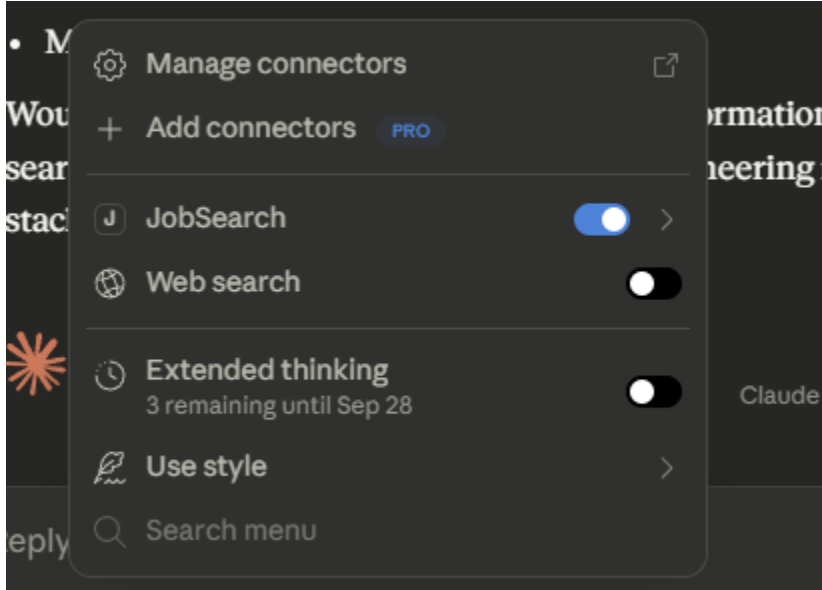 Manage connectors
Add connectors PRO
J JobSearch
Web search
Extended thinking
3 remaining until Sep 28
Claude
Use style
Search menu